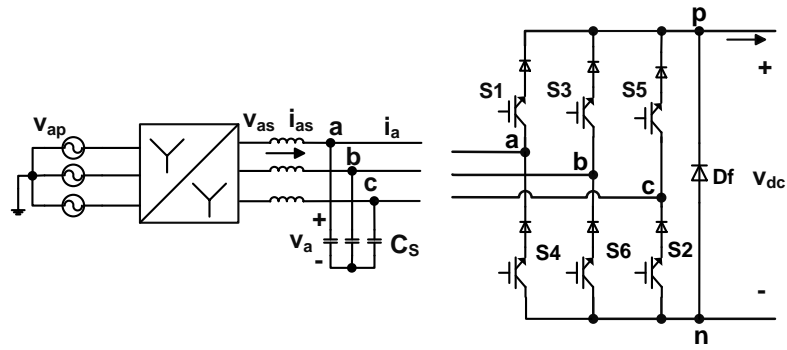 p
S1
S3
S5
+
v_ap
v_as i_as
a
i_a
a
b
b
c
c
Df
v_dc
+
v_a
-
C_S
S4
S6
S2
-
n